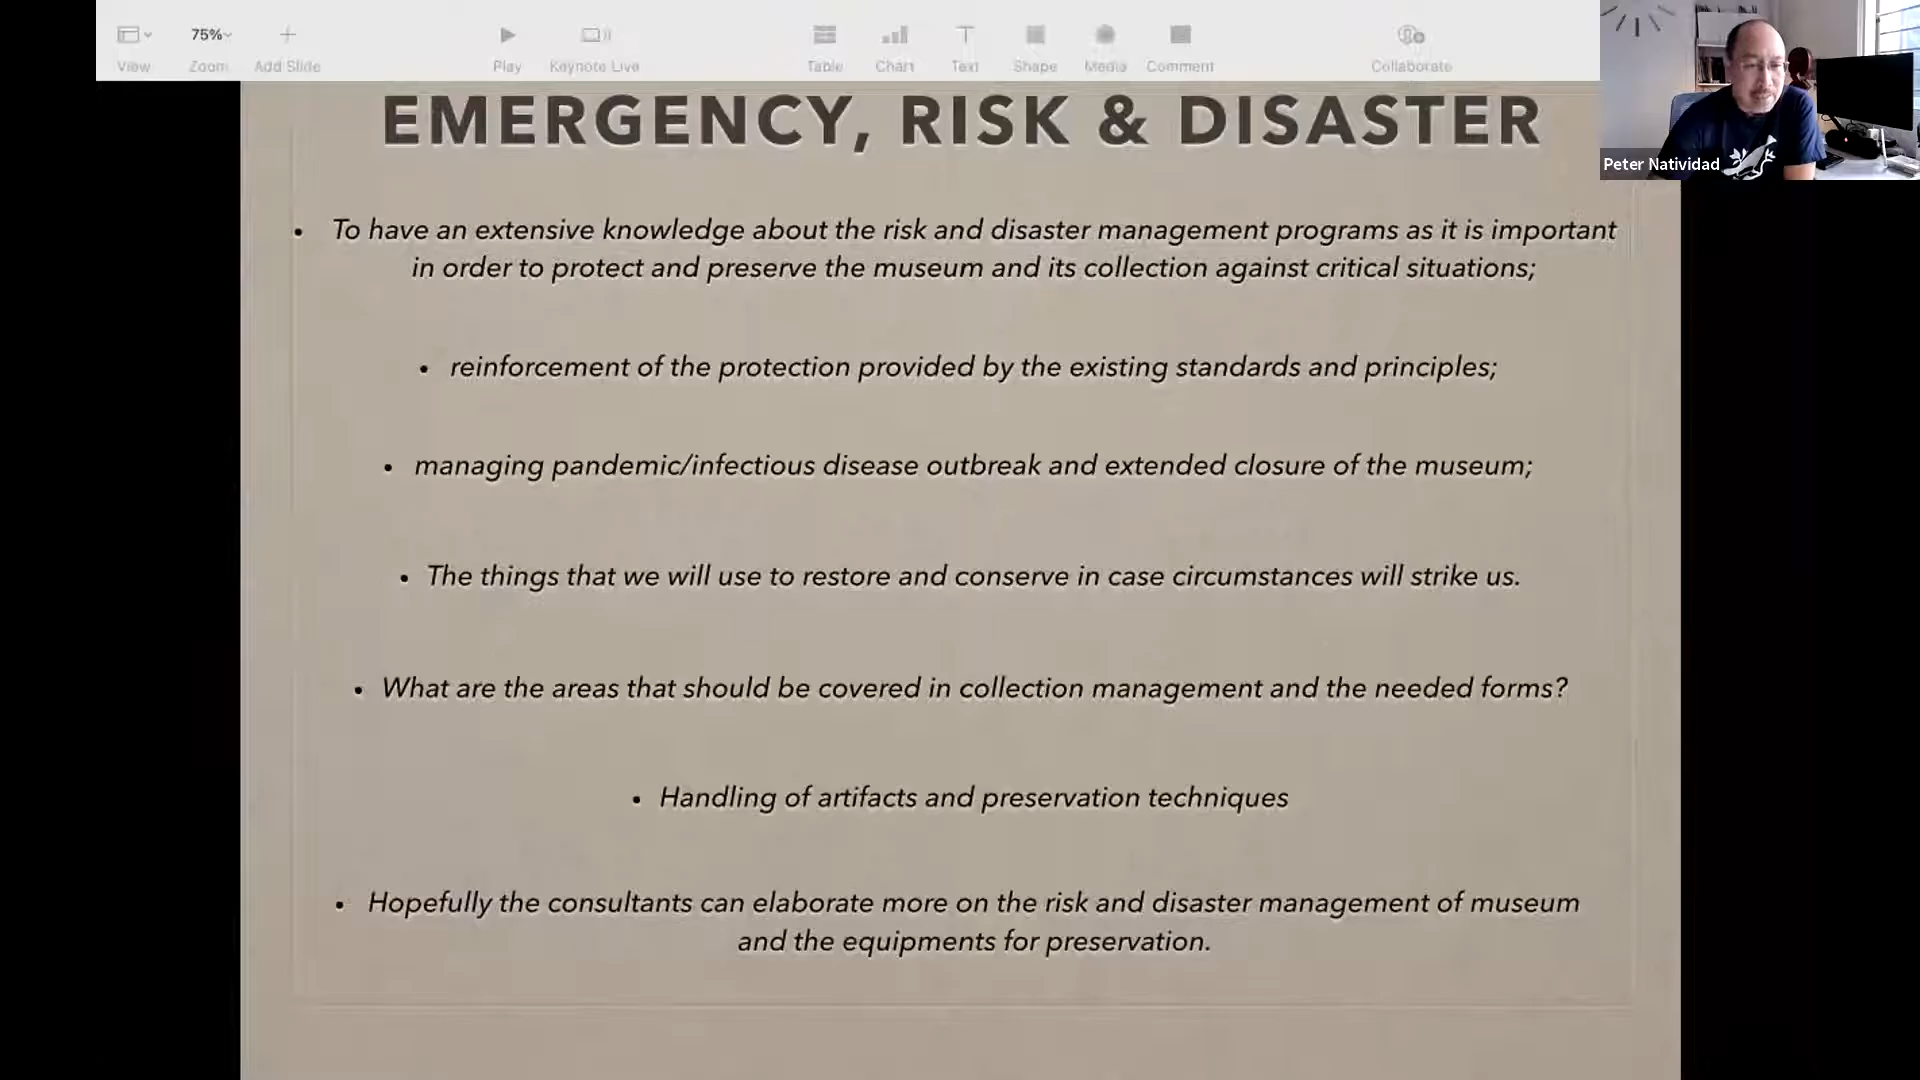 75%
View
Zoom
Add Slide
Play
Keynote Live
Table
Chart
Text
Shape
Media
Comment
Collaborate
Peter Natividad
EMERGENCY, RISK & DISASTER
• To have an extensive knowledge about the risk and disaster management programs as it is important
in order to protect and preserve the museum and its collection against critical situations;
• reinforcement of the protection provided by the existing standards and principles;
• managing pandemic/infectious disease outbreak and extended closure of the museum;
• The things that we will use to restore and conserve in case circumstances will strike us.
• What are the areas that should be covered in collection management and the needed forms?
• Handling of artifacts and preservation techniques
• Hopefully the consultants can elaborate more on the risk and disaster management of museum
and the equipments for preservation.